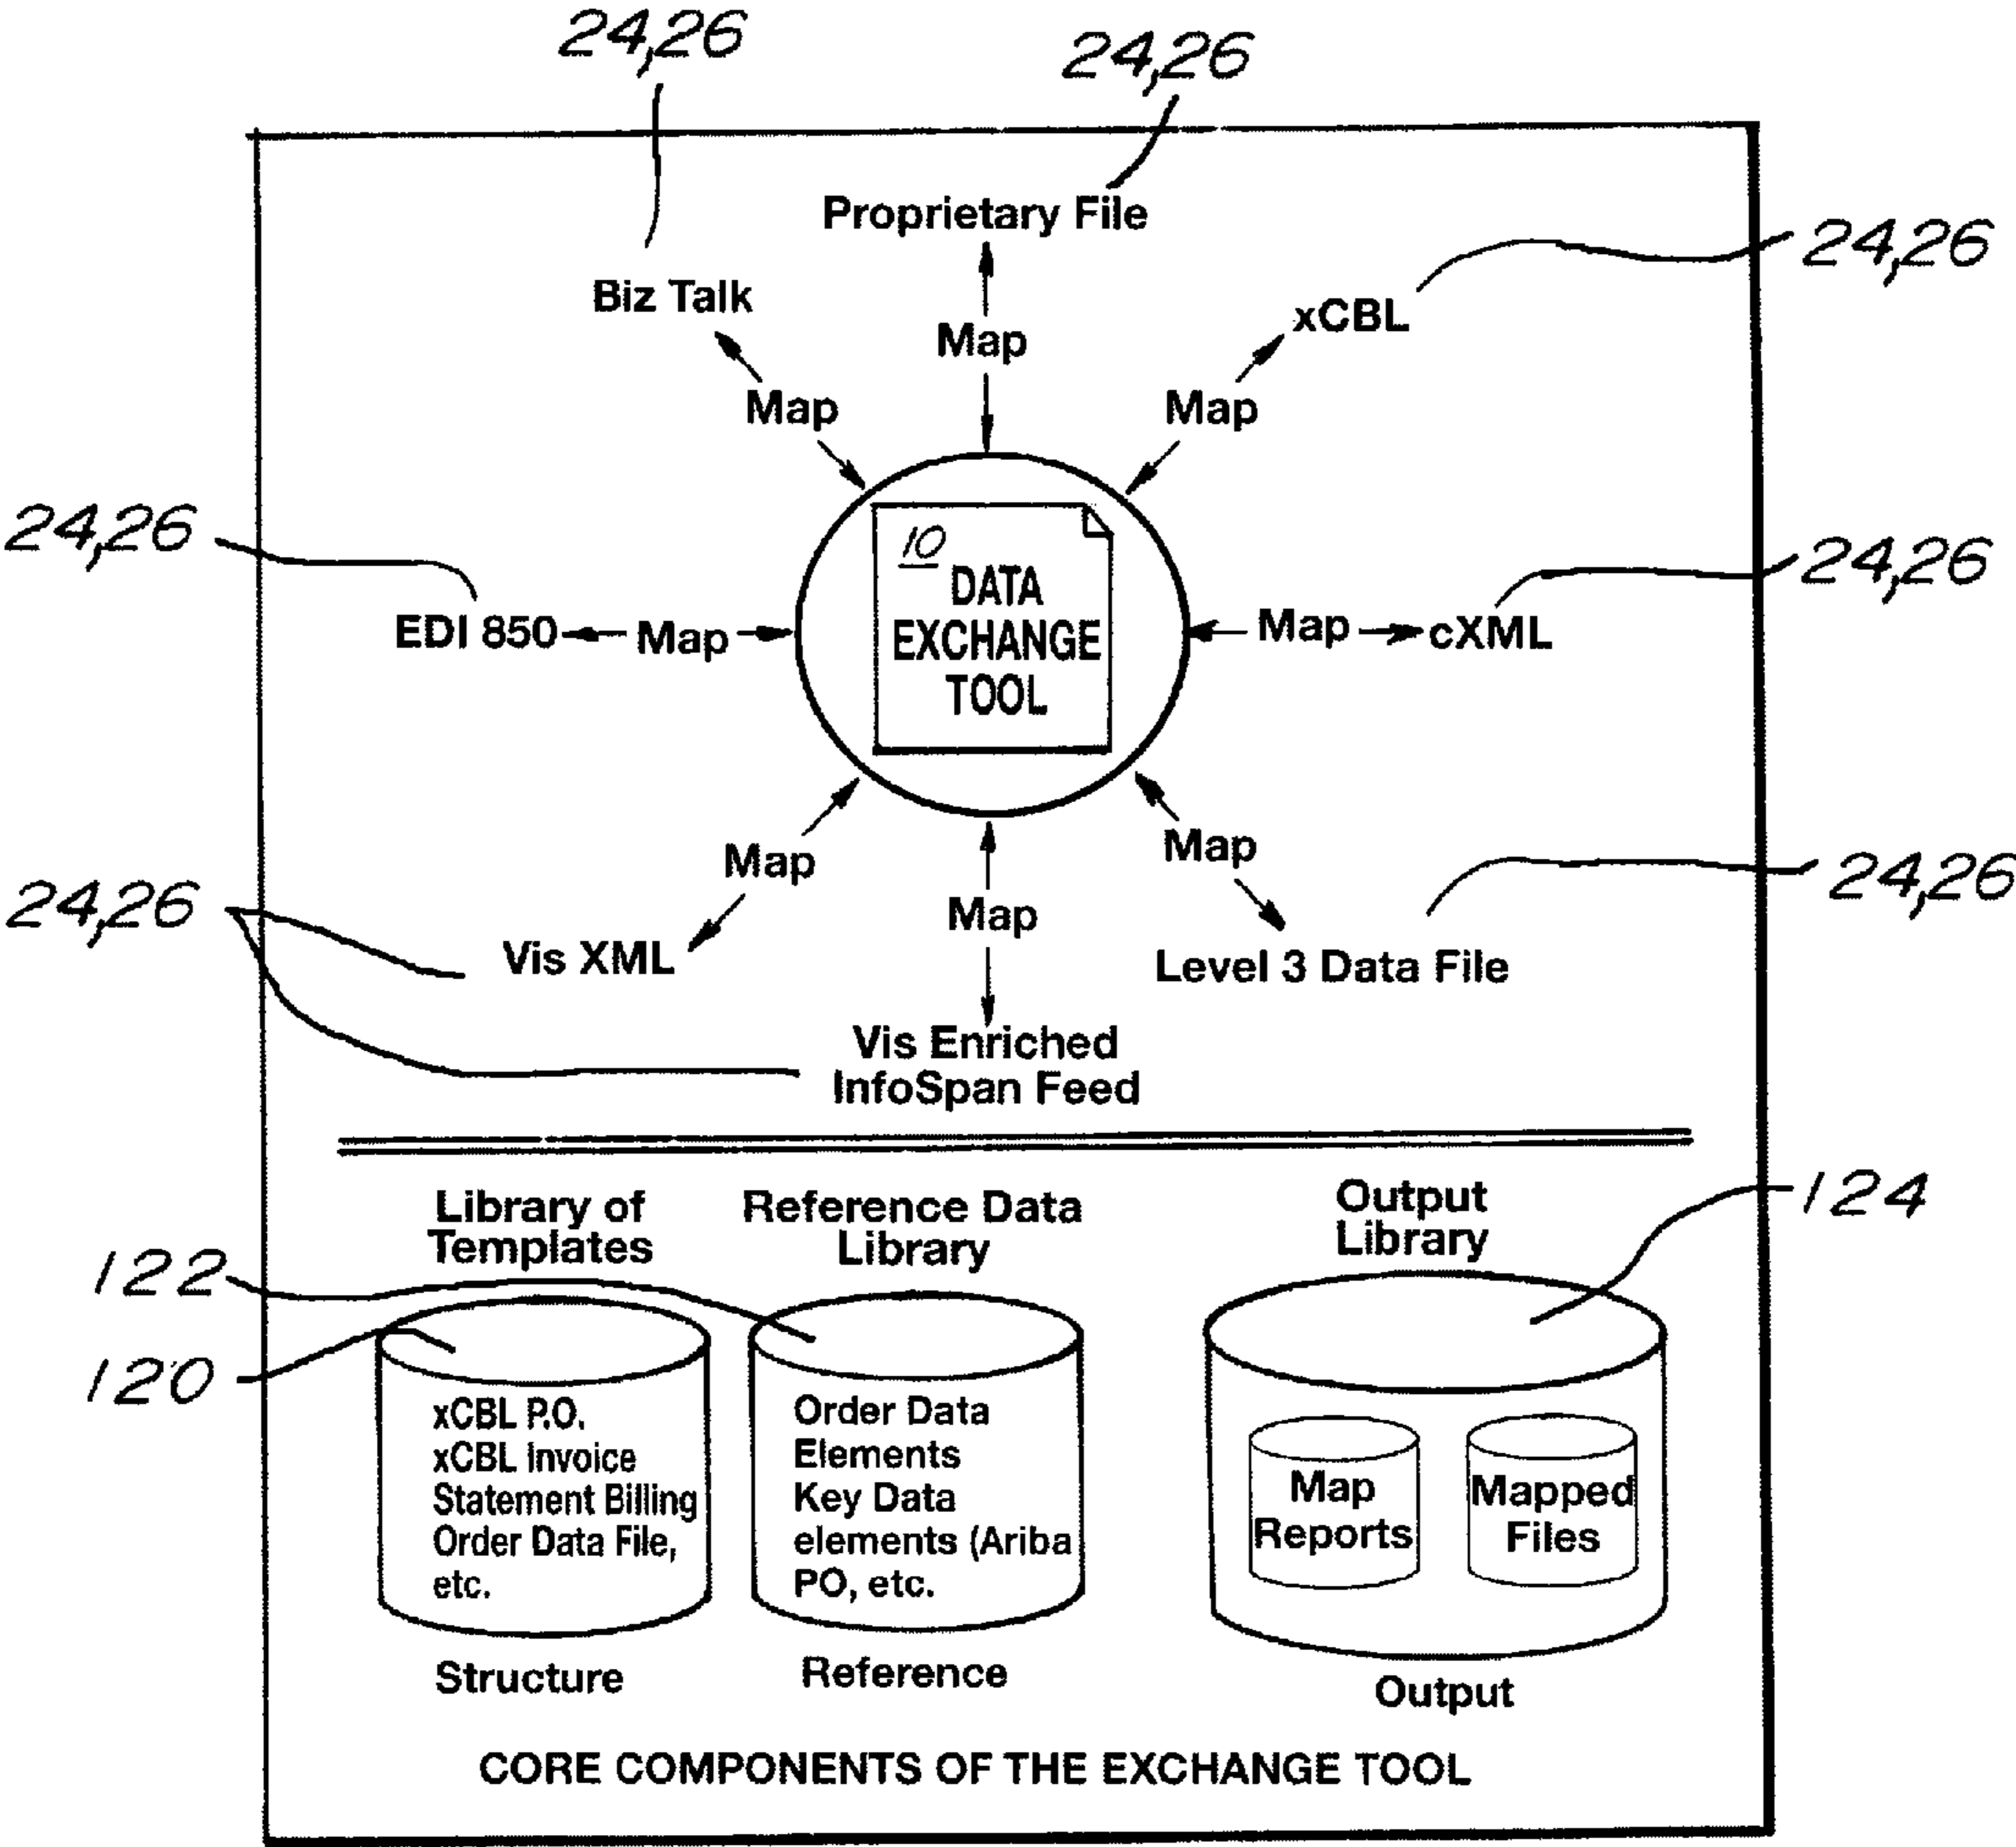 24,26
24,26
Proprietary File
24,26
Biz Talk
xCBL
Map
Map
Map
24,26
10
DATA
EXCHANGE
TOOL
24,26
EDI 850
Map
Map
cXML
Map
Map
24,26
24,26
Map
Vis XML
Level 3 Data File
Vis Enriched
InfoSpan Feed
Library of
Templates
Reference Data
Library
Output
Library
124
122
120
xCBL P.O.
xCBL Invoice
Statement Billing
Order Data File,
etc.
Order Data
Elements
Key Data
elements (Ariba
PO, etc.
Map
Reports
Mapped
Files
Structure
Reference
Output
CORE COMPONENTS OF THE EXCHANGE TOOL